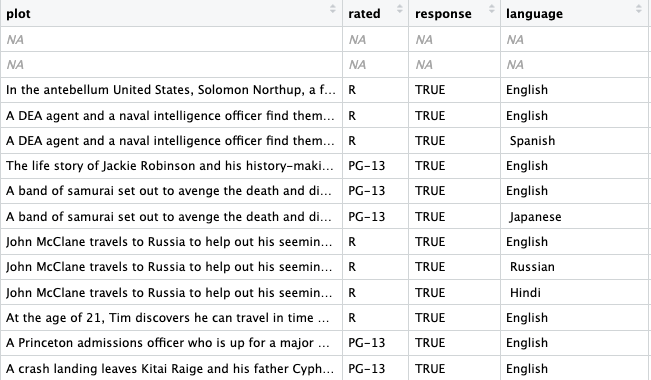 plot rated response language
NA NA NA NA
NA NA NA NA
In the antebellum United States, Solomon Northup, a f... R TRUE English
A DEA agent and a naval intelligence officer find them... R TRUE English
A DEA agent and a naval intelligence officer find them... R TRUE Spanish
The life story of Jackie Robinson and his history-maki... PG-13 TRUE English
A band of samurai set out to avenge the death and di... PG-13 TRUE English
A band of samurai set out to avenge the death and di... PG-13 TRUE Japanese
John McClane travels to Russia to help out his seemin... R TRUE English
John McClane travels to Russia to help out his seemin... R TRUE Russian
John McClane travels to Russia to help out his seemin... R TRUE Hindi
At the age of 21, Tim discovers he can travel in time ... R TRUE English
A Princeton admissions officer who is up for a major ... PG-13 TRUE English
A crash landing leaves Kitai Raige and his father Cyph... PG-13 TRUE English